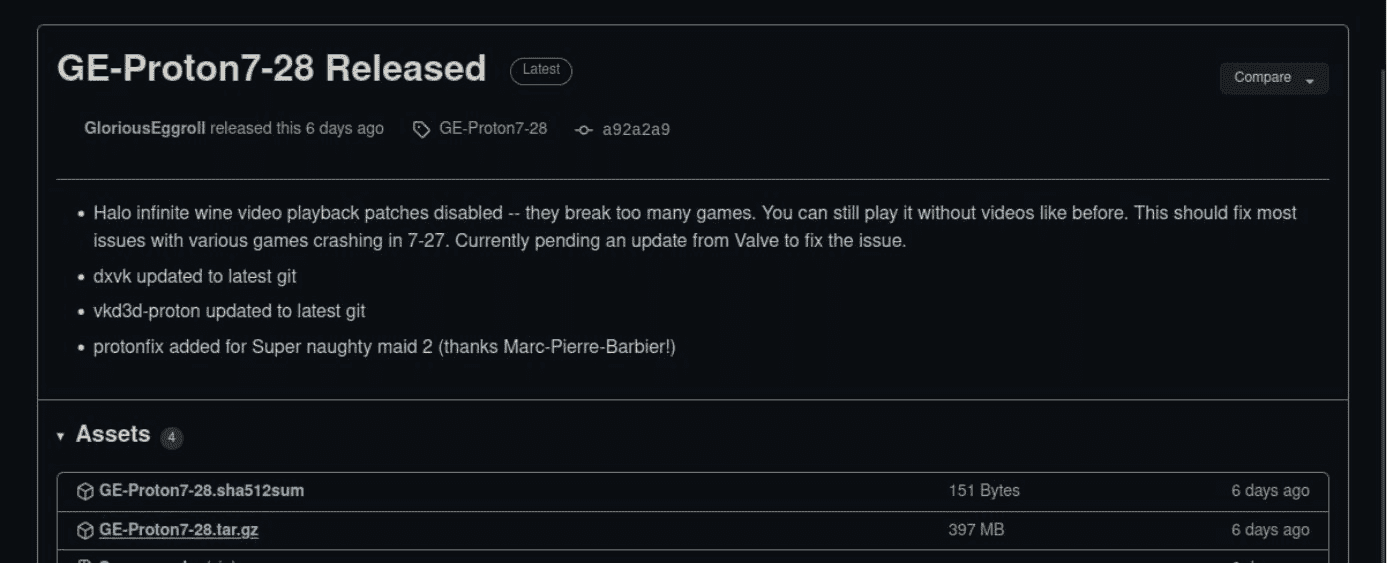 GE-Proton7-28 Released Latest
Compare
GloriousEggroll released this 6 days ago GE-Proton7-28 a92a2a9
• Halo infinite wine video playback patches disabled -- they break too many games. You can still play it without videos like before. This should fix most
issues with various games crashing in 7-27. Currently pending an update from Valve to fix the issue.
• dxvk updated to latest git
• vkd3d-proton updated to latest git
• protonfix added for Super naughty maid 2 (thanks Marc-Pierre-Barbier!)
Assets 4
GE-Proton7-28.sha512sum 151 Bytes 6 days ago
GE-Proton7-28.tar.gz 397 MB 6 days ago